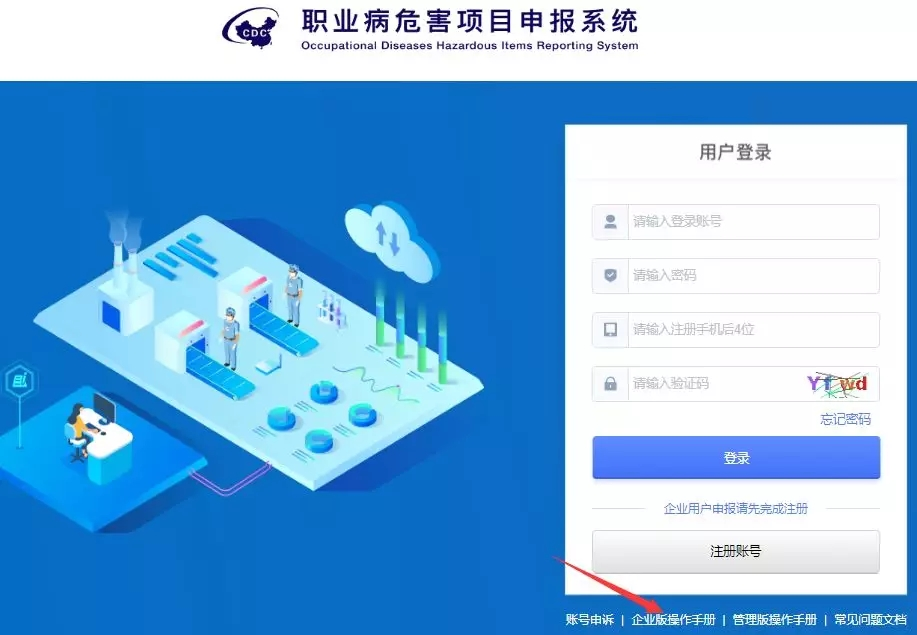 CDC
职业病危害项目申报系统
Occupational Diseases Hazardous Items Reporting System
用户登录
请输入登录账号
请输入密码
请输入注册手机后4位
请输入验证码
忘记密码
登录
企业用户申报请先完成注册
注册账号
账号申诉 | 企业版操作手册 | 管理版操作手册 | 常见问题文档